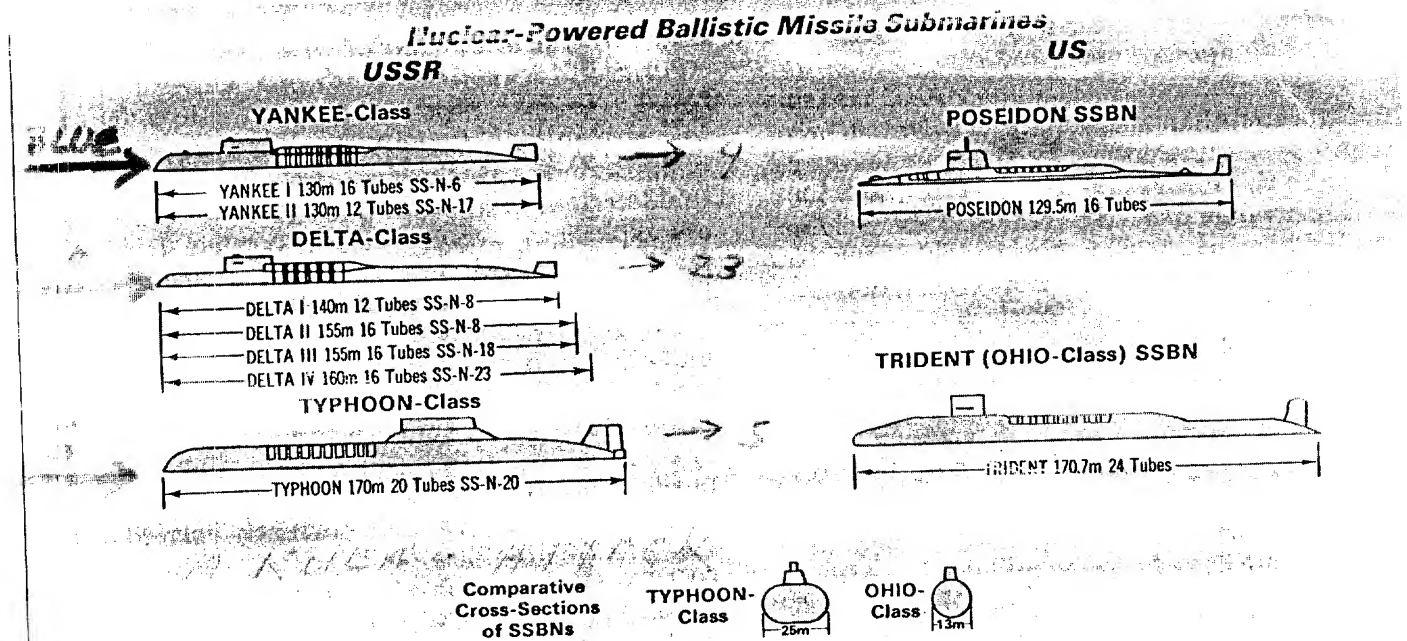 Nuclear-Powered Ballistic Missile Submarines
USSR
US
YANKEE-Class
BLUE
4
YANKEE I 130m 16 Tubes SS-N-6
YANKEE II 130m 12 Tubes SS-N-17
POSEIDON SSBN
POSEIDON 129.5m 16 Tubes
DELTA-Class
23
DELTA I 140m 12 Tubes SS-N-8
DELTA II 155m 16 Tubes SS-N-8
DELTA III 155m 16 Tubes SS-N-18
DELTA IV 160m 16 Tubes SS-N-23
TRIDENT (OHIO-Class) SSBN
TRIDENT 170.7m 24 Tubes
TYPHOON-Class
5
TYPHOON 170m 20 Tubes SS-N-20
Comparative
Cross-Sections
of SSBNs
TYPHOON-
Class
25m
OHIO-
Class
13m